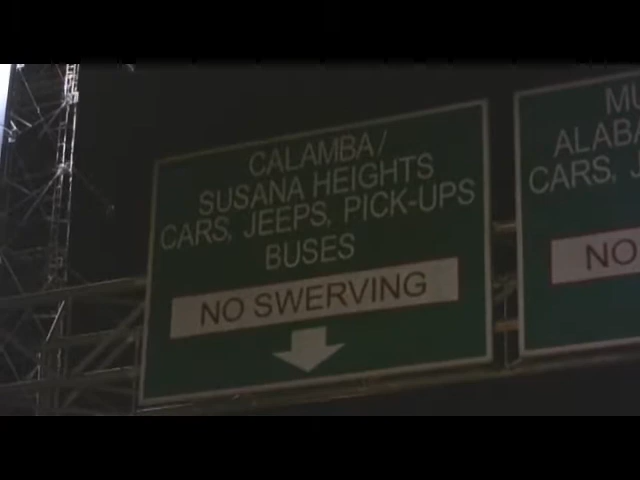 CALAMBA/
SUSANA HEIGHTS
CARS, JEEPS, PICK-UPS
BUSES
NO SWERVING
MU
ALABA
CARS, J
NO